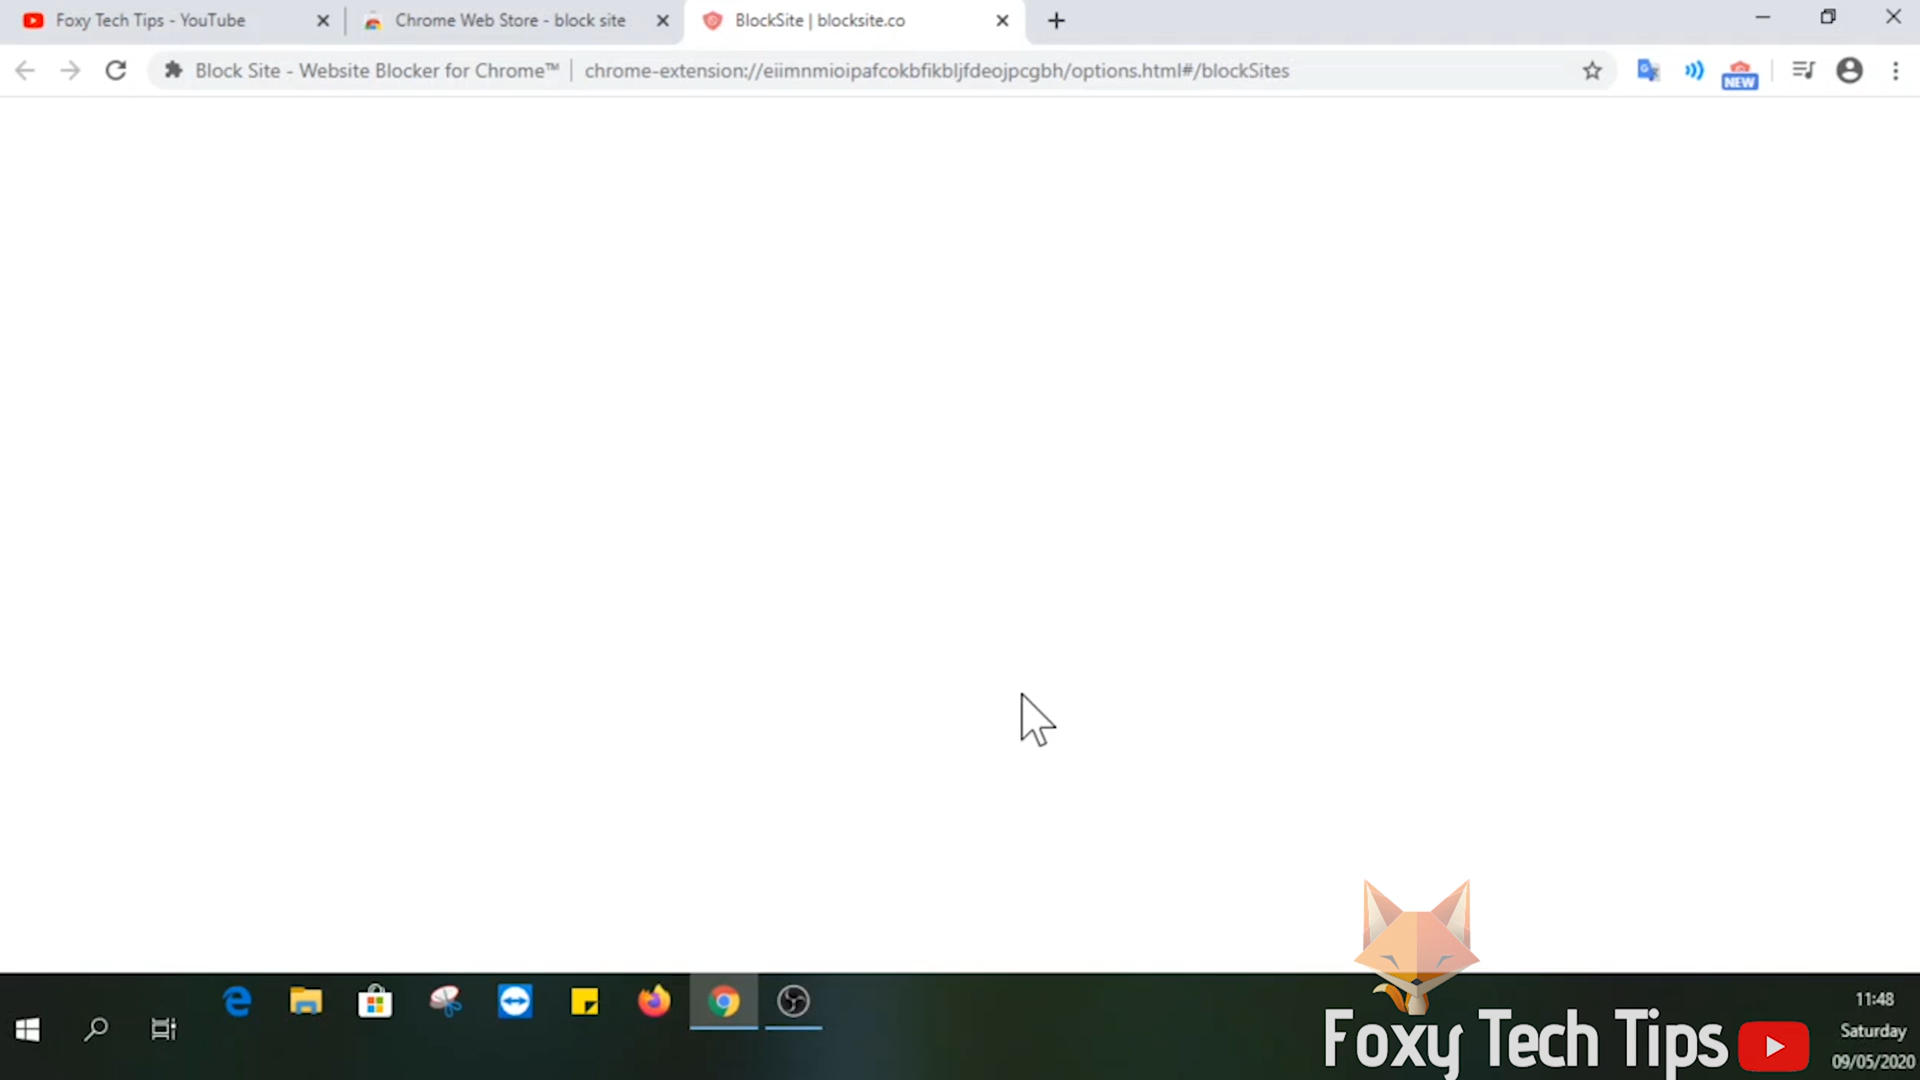 Foxy Tech Tips - YouTube
Chrome Web Store - block site
BlockSite | blocksite.co
Block Site - Website Blocker for Chrome™ | chrome-extension://eiimnmioipafcokbfikbljfdeojpcgbh/options.html#/blockSites
NEW
11:48
Saturday
09/05/2020
Foxy Tech Tips